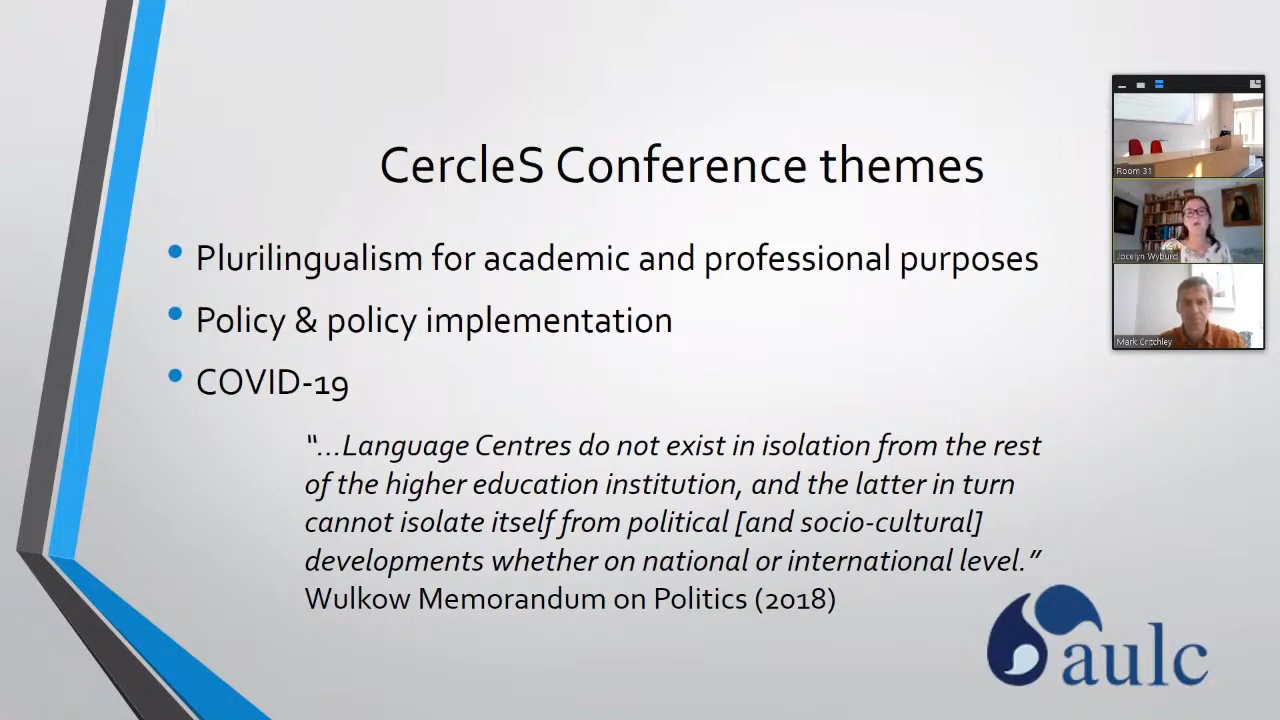 CercleS Conference themes
Plurilingualism for academic and professional purposes
Policy & policy implementation
COVID-19
“...Language Centres do not exist in isolation from the rest
of the higher education institution, and the latter in turn
cannot isolate itself from political [and socio-cultural]
developments whether on national or international level.”
Wulkow Memorandum on Politics (2018)
aulc
Room 31
Jocelyn Wyburd
Mark Critchley